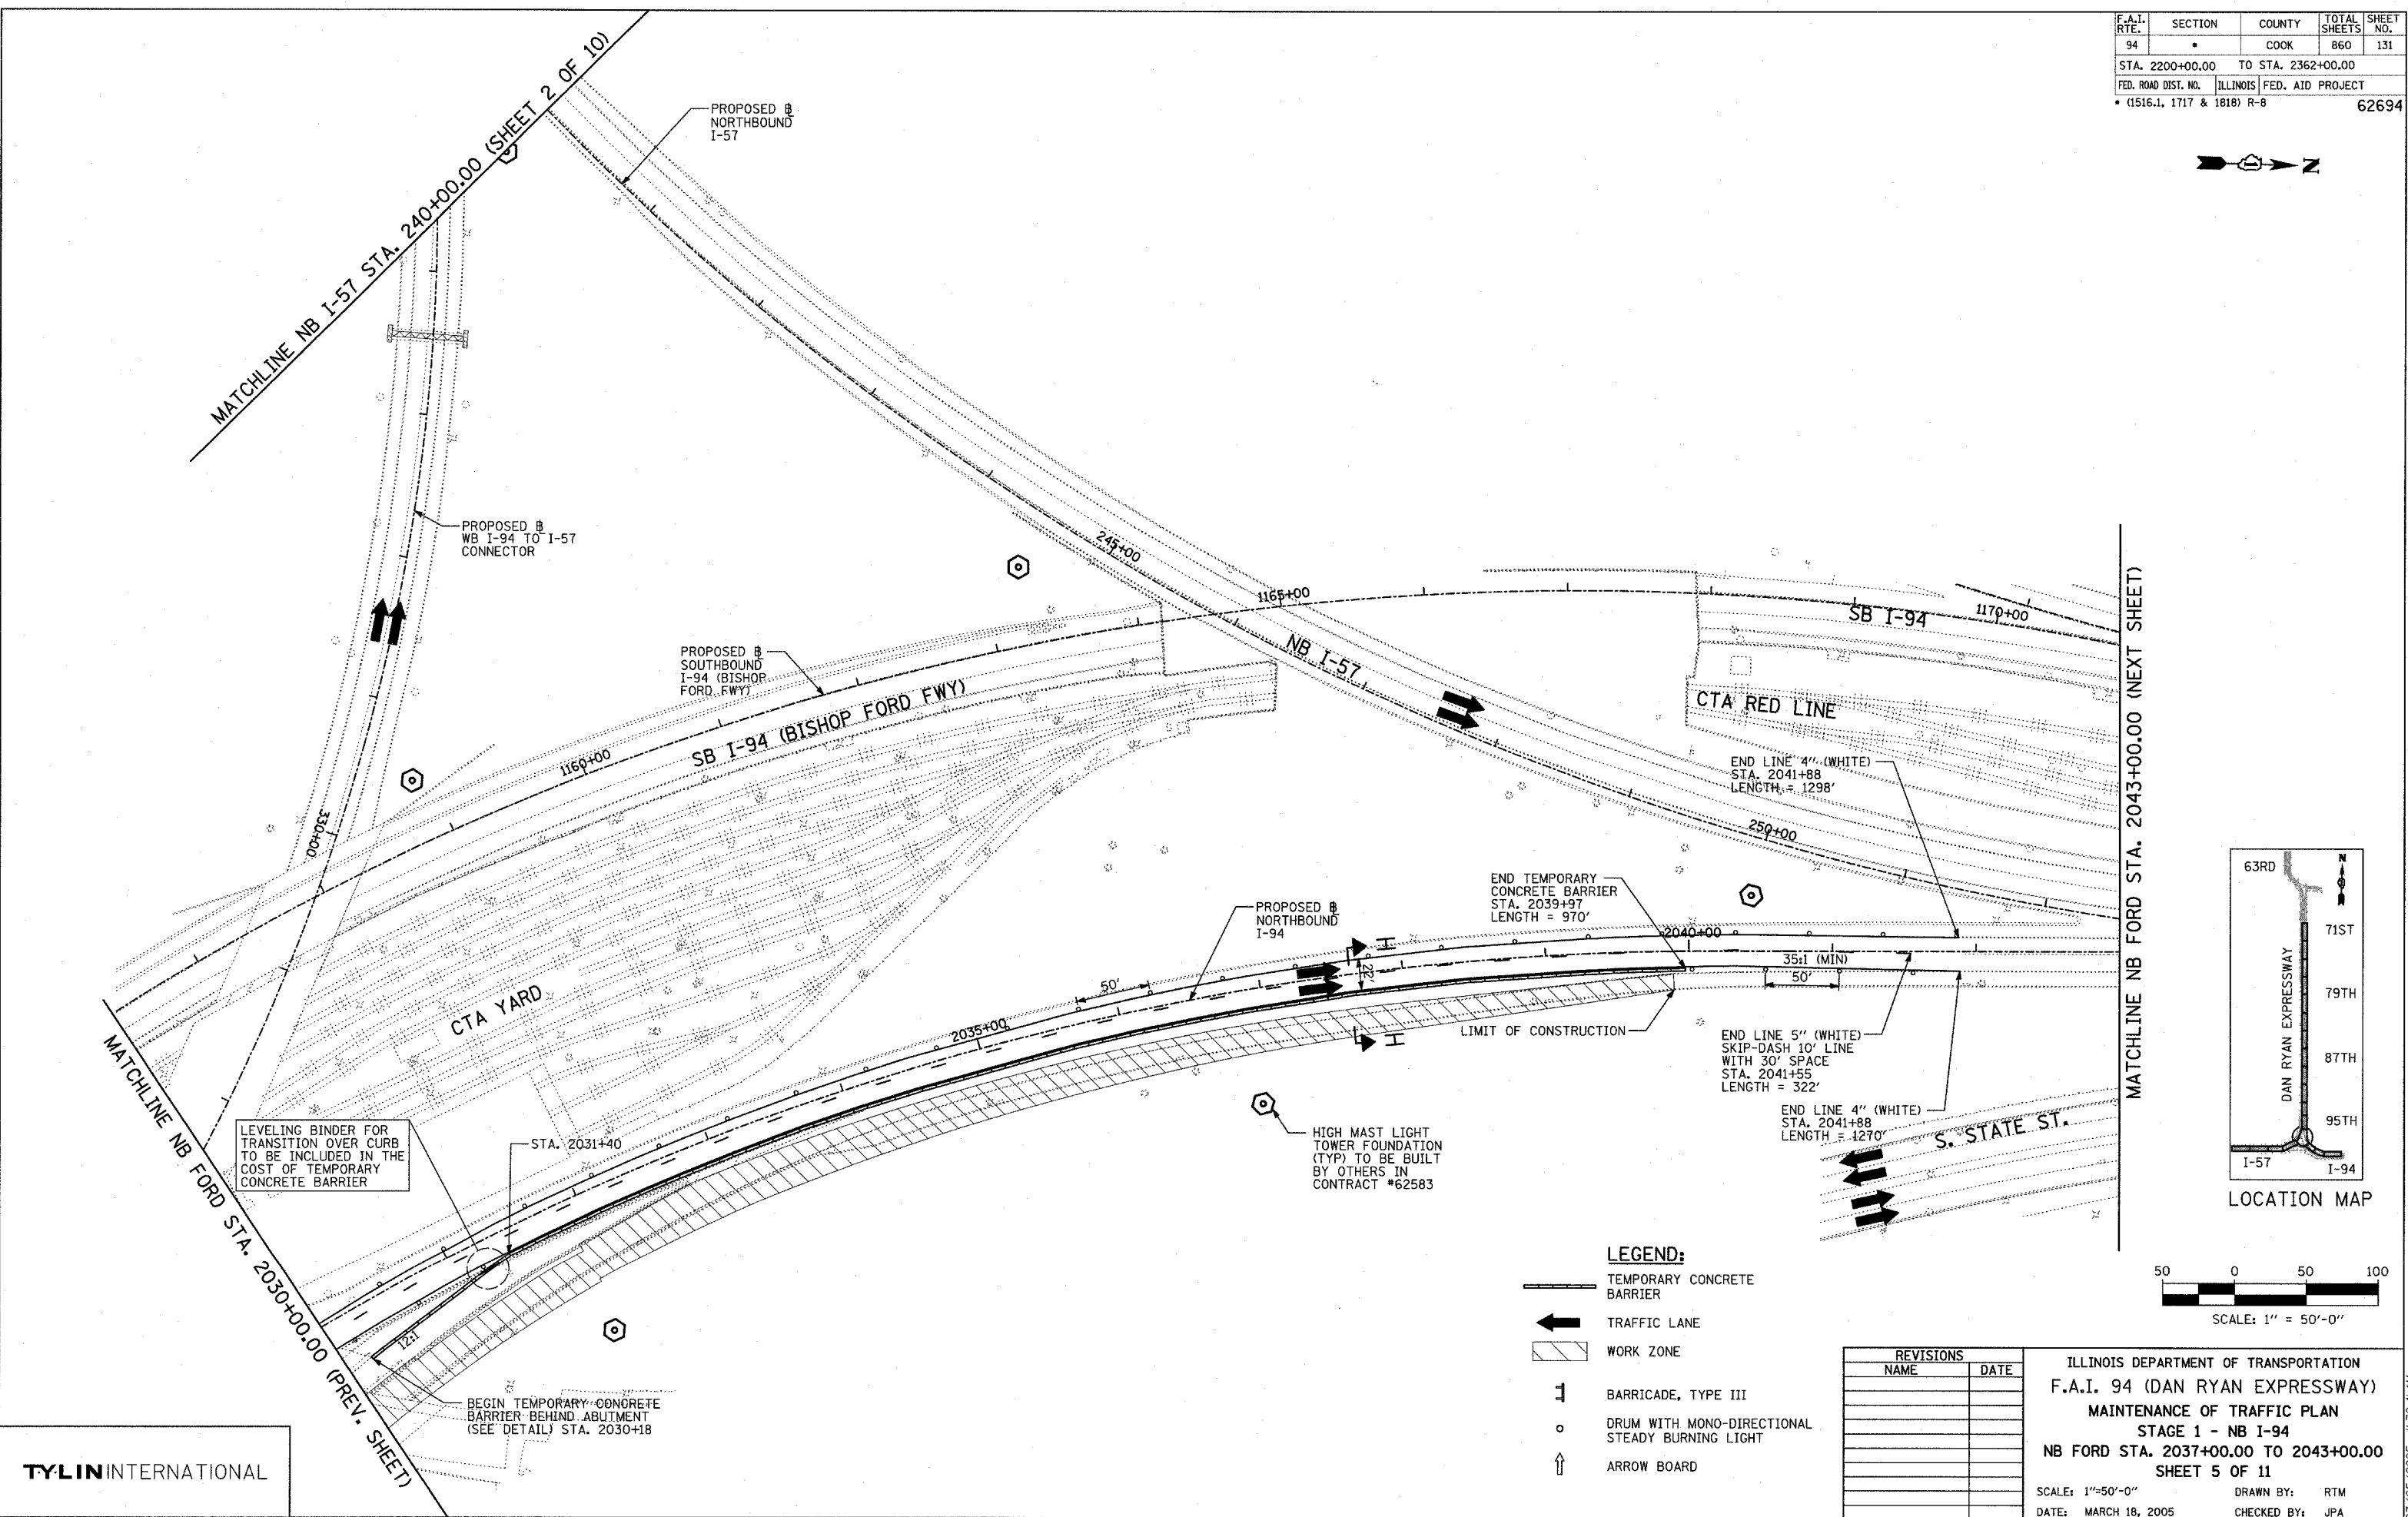 F.A.I. RTE. SECTION COUNTY TOTAL SHEETS SHEET NO.
94 • COOK 860 131
STA. 2200+00.00 TO STA. 2362+00.00
FED. ROAD DIST. NO. ILLINOIS FED. AID PROJECT
• (1516.1, 1717 & 1818) R-8 62694
N
MATCHLINE NB I-57 STA. 240+00.00 (SHEET 2 OF 10)
PROPOSED ⅊
NORTHBOUND
I-57
PROPOSED ⅊
WB I-94 TO I-57
CONNECTOR
245+00
1165+00
NB I-57
SB I-94
1170+00
PROPOSED ⅊
SOUTHBOUND
I-94 (BISHOP
FORD FWY)
SB I-94 (BISHOP FORD FWY)
1160+00
CTA RED LINE
330+00
END LINE 4" (WHITE)
STA. 2041+88
LENGTH = 1298'
250+00
MATCHLINE NB FORD STA. 2043+00.00 (NEXT SHEET)
END TEMPORARY
CONCRETE BARRIER
STA. 2039+97
LENGTH = 970'
PROPOSED ⅊
NORTHBOUND
I-94
H
2040+00
22'
35:1 (MIN)
50'
50'
CTA YARD
2035+00
LIMIT OF CONSTRUCTION
H
END LINE 5" (WHITE)
SKIP-DASH 10' LINE
WITH 30' SPACE
STA. 2041+55
LENGTH = 322'
END LINE 4" (WHITE)
STA. 2041+88
LENGTH = 1270'
S. STATE ST.
LEVELING BINDER FOR
TRANSITION OVER CURB
TO BE INCLUDED IN THE
COST OF TEMPORARY
CONCRETE BARRIER
STA. 2031+40
HIGH MAST LIGHT
TOWER FOUNDATION
(TYP) TO BE BUILT
BY OTHERS IN
CONTRACT #62583
MATCHLINE NB FORD STA. 2030+00.00 (PREV. SHEET)
12:1
BEGIN TEMPORARY CONCRETE
BARRIER BEHIND ABUTMENT
(SEE DETAIL) STA. 2030+18
63RD
N
71ST
DAN RYAN EXPRESSWAY
79TH
87TH
95TH
I-57
I-94
LOCATION MAP
50 0 50 100
SCALE: 1" = 50'-0"
LEGEND:
TEMPORARY CONCRETE
BARRIER
TRAFFIC LANE
WORK ZONE
BARRICADE, TYPE III
DRUM WITH MONO-DIRECTIONAL
STEADY BURNING LIGHT
ARROW BOARD
TYLININTERNATIONAL
REVISIONS
NAME DATE
ILLINOIS DEPARTMENT OF TRANSPORTATION
F.A.I. 94 (DAN RYAN EXPRESSWAY)
MAINTENANCE OF TRAFFIC PLAN
STAGE 1 - NB I-94
NB FORD STA. 2037+00.00 TO 2043+00.00
SHEET 5 OF 11
SCALE: 1"=50'-0" DRAWN BY: RTM
DATE: MARCH 18, 2005 CHECKED BY: JPA